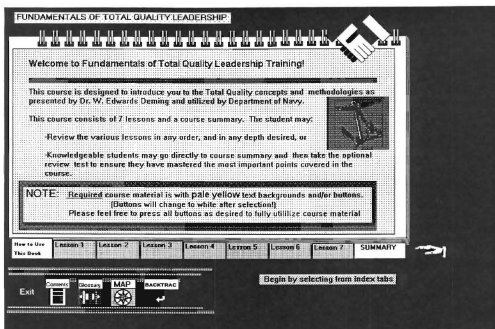 FUNDAMENTALS OF TOTAL QUALITY LEADERSHIP
Welcome to Fundamentals of Total Quality Leadership Training!
This course is designed to introduce you to the Total Quality concepts and methodologies as
presented by Dr. W. Edwards Deming and utilized by Department of Navy.
This course consists of 7 lessons and a course summary. The student may:
-Review the various lessons in any order, and in any depth desired, or
-Knowledgeable students may go directly to course summary and then take the optional
review test to ensure they have mastered the most important points covered in the
course.
NOTE: Required course material is with pale yellow text backgrounds and/or buttons.
(Buttons will change to white after selection!)
Please feel free to press all buttons as desired to fully utiilize course material
How to Use
This Book
Lesson 1
Lesson 2
Lesson 3
Lesson 4
Lesson 5
Lesson 6
Lesson 7
SUMMARY
Begin by selecting from index tabs
Exit
Contents
Glossary
MAP
BACKTRAC